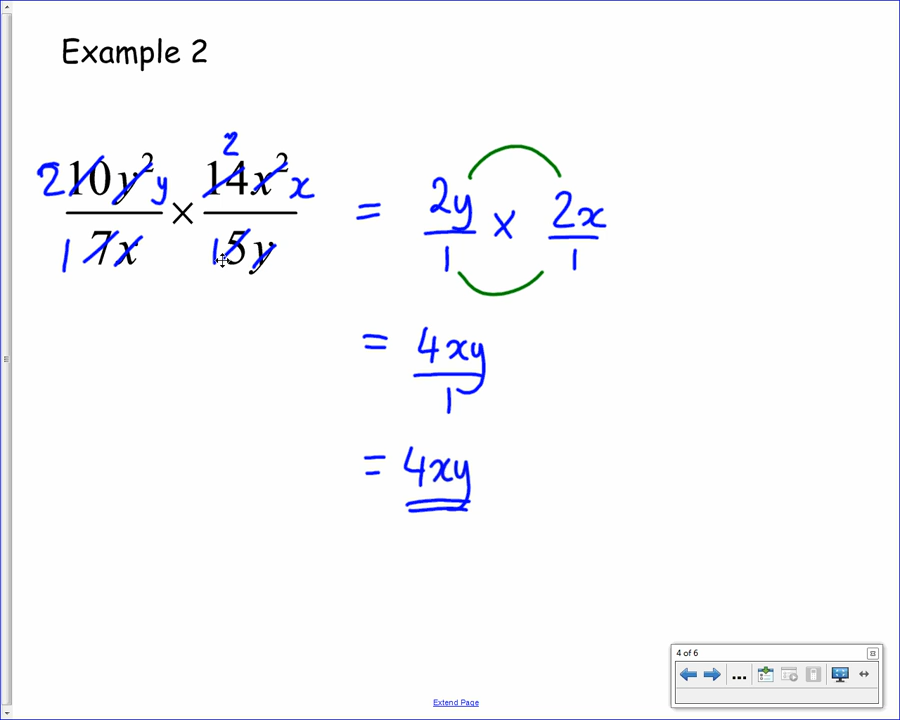 Example 2
2 10y² y / 1 7x × 2 14x² x / 1 5y = 2y/1 × 2x/1
= 4xy/1
= 4xy
4 of 6
...
Extend Page